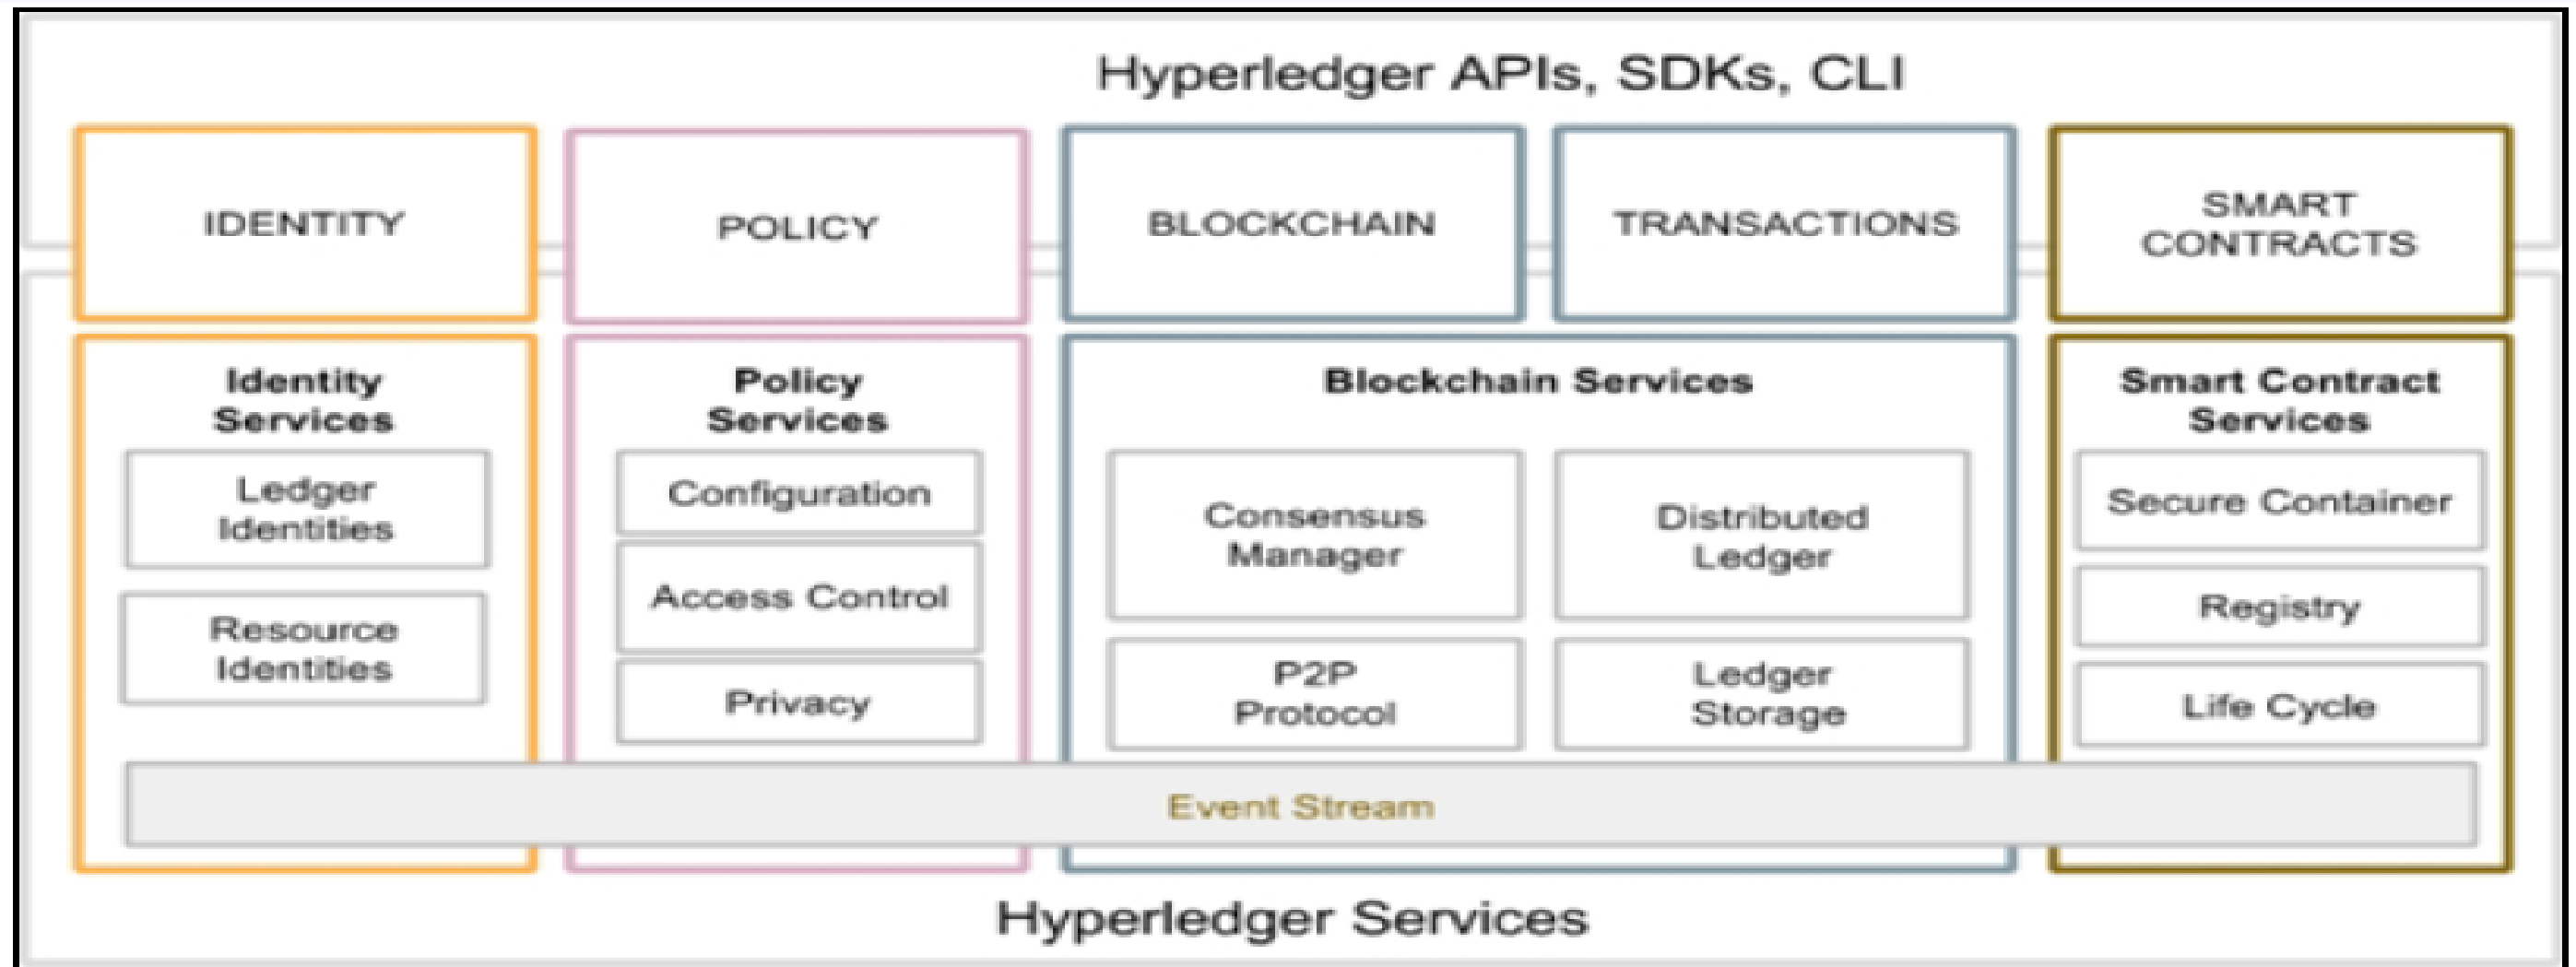 Hyperledger APIs, SDKs, CLI
IDENTITY
POLICY
BLOCKCHAIN
TRANSACTIONS
SMART
CONTRACTS
Identity
Services
Ledger
Identities
Resource
Identities
Policy
Services
Configuration
Access Control
Privacy
Blockchain Services
Consensus
Manager
Distributed
Ledger
P2P
Protocol
Ledger
Storage
Smart Contract
Services
Secure Container
Registry
Life Cycle
Event Stream
Hyperledger Services